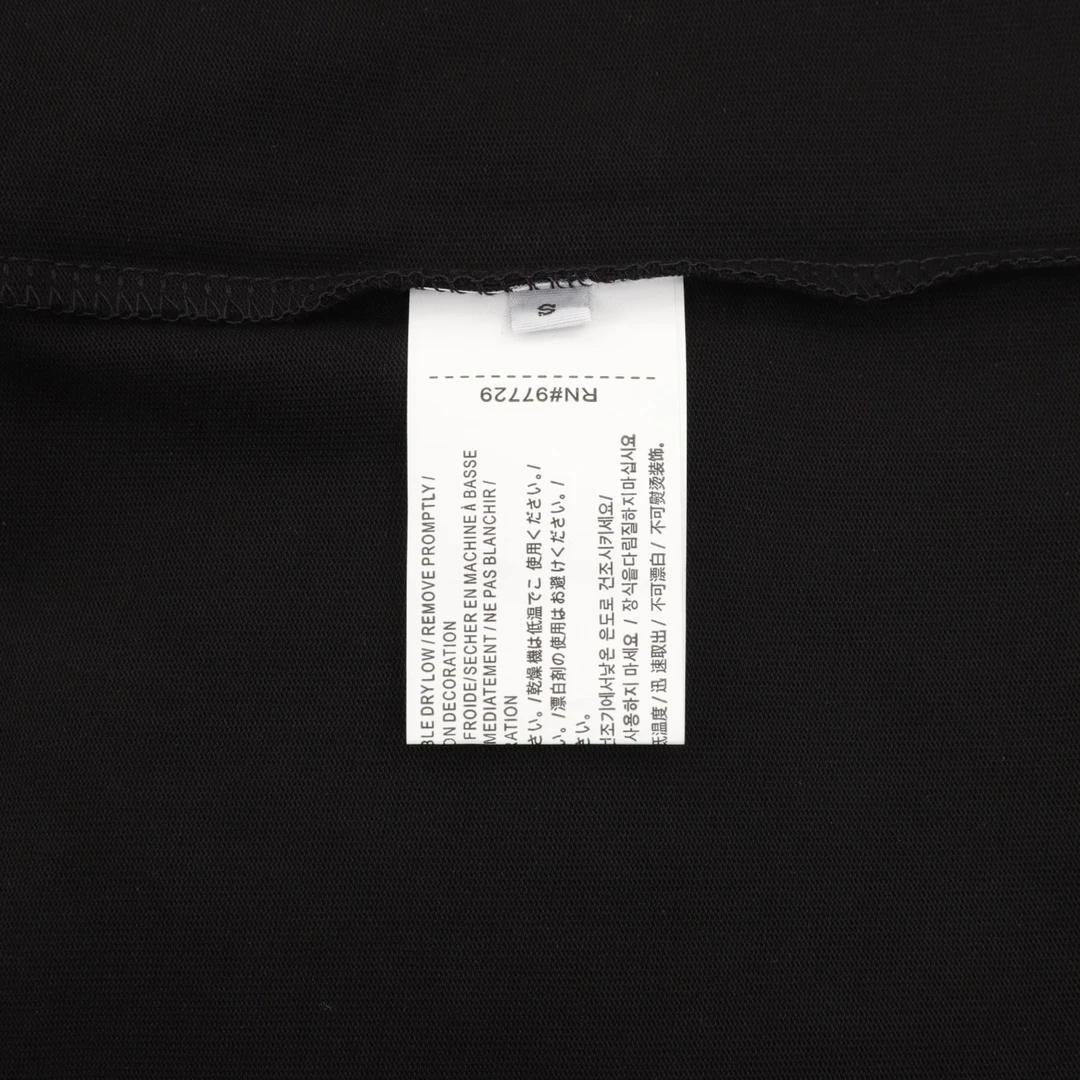 S
RN#97729
BLE DRY LOW / REMOVE PROMPTLY /
ON DECORATION
FROIDE / SECHER EN MACHINE À BASSE
MEDIATEMENT / NE PAS BLANCHIR /
RATION
さい。/乾燥機は低温でご 使用ください。/
い。/漂白剤の使用はお避けください。/
さい。
건조기에서낮은 온도로 건조시키세요/
사용하지 마세요 / 장식을다림질하지마십시요
低温度 / 迅 速取出 / 不可漂白 / 不可熨烫装饰。